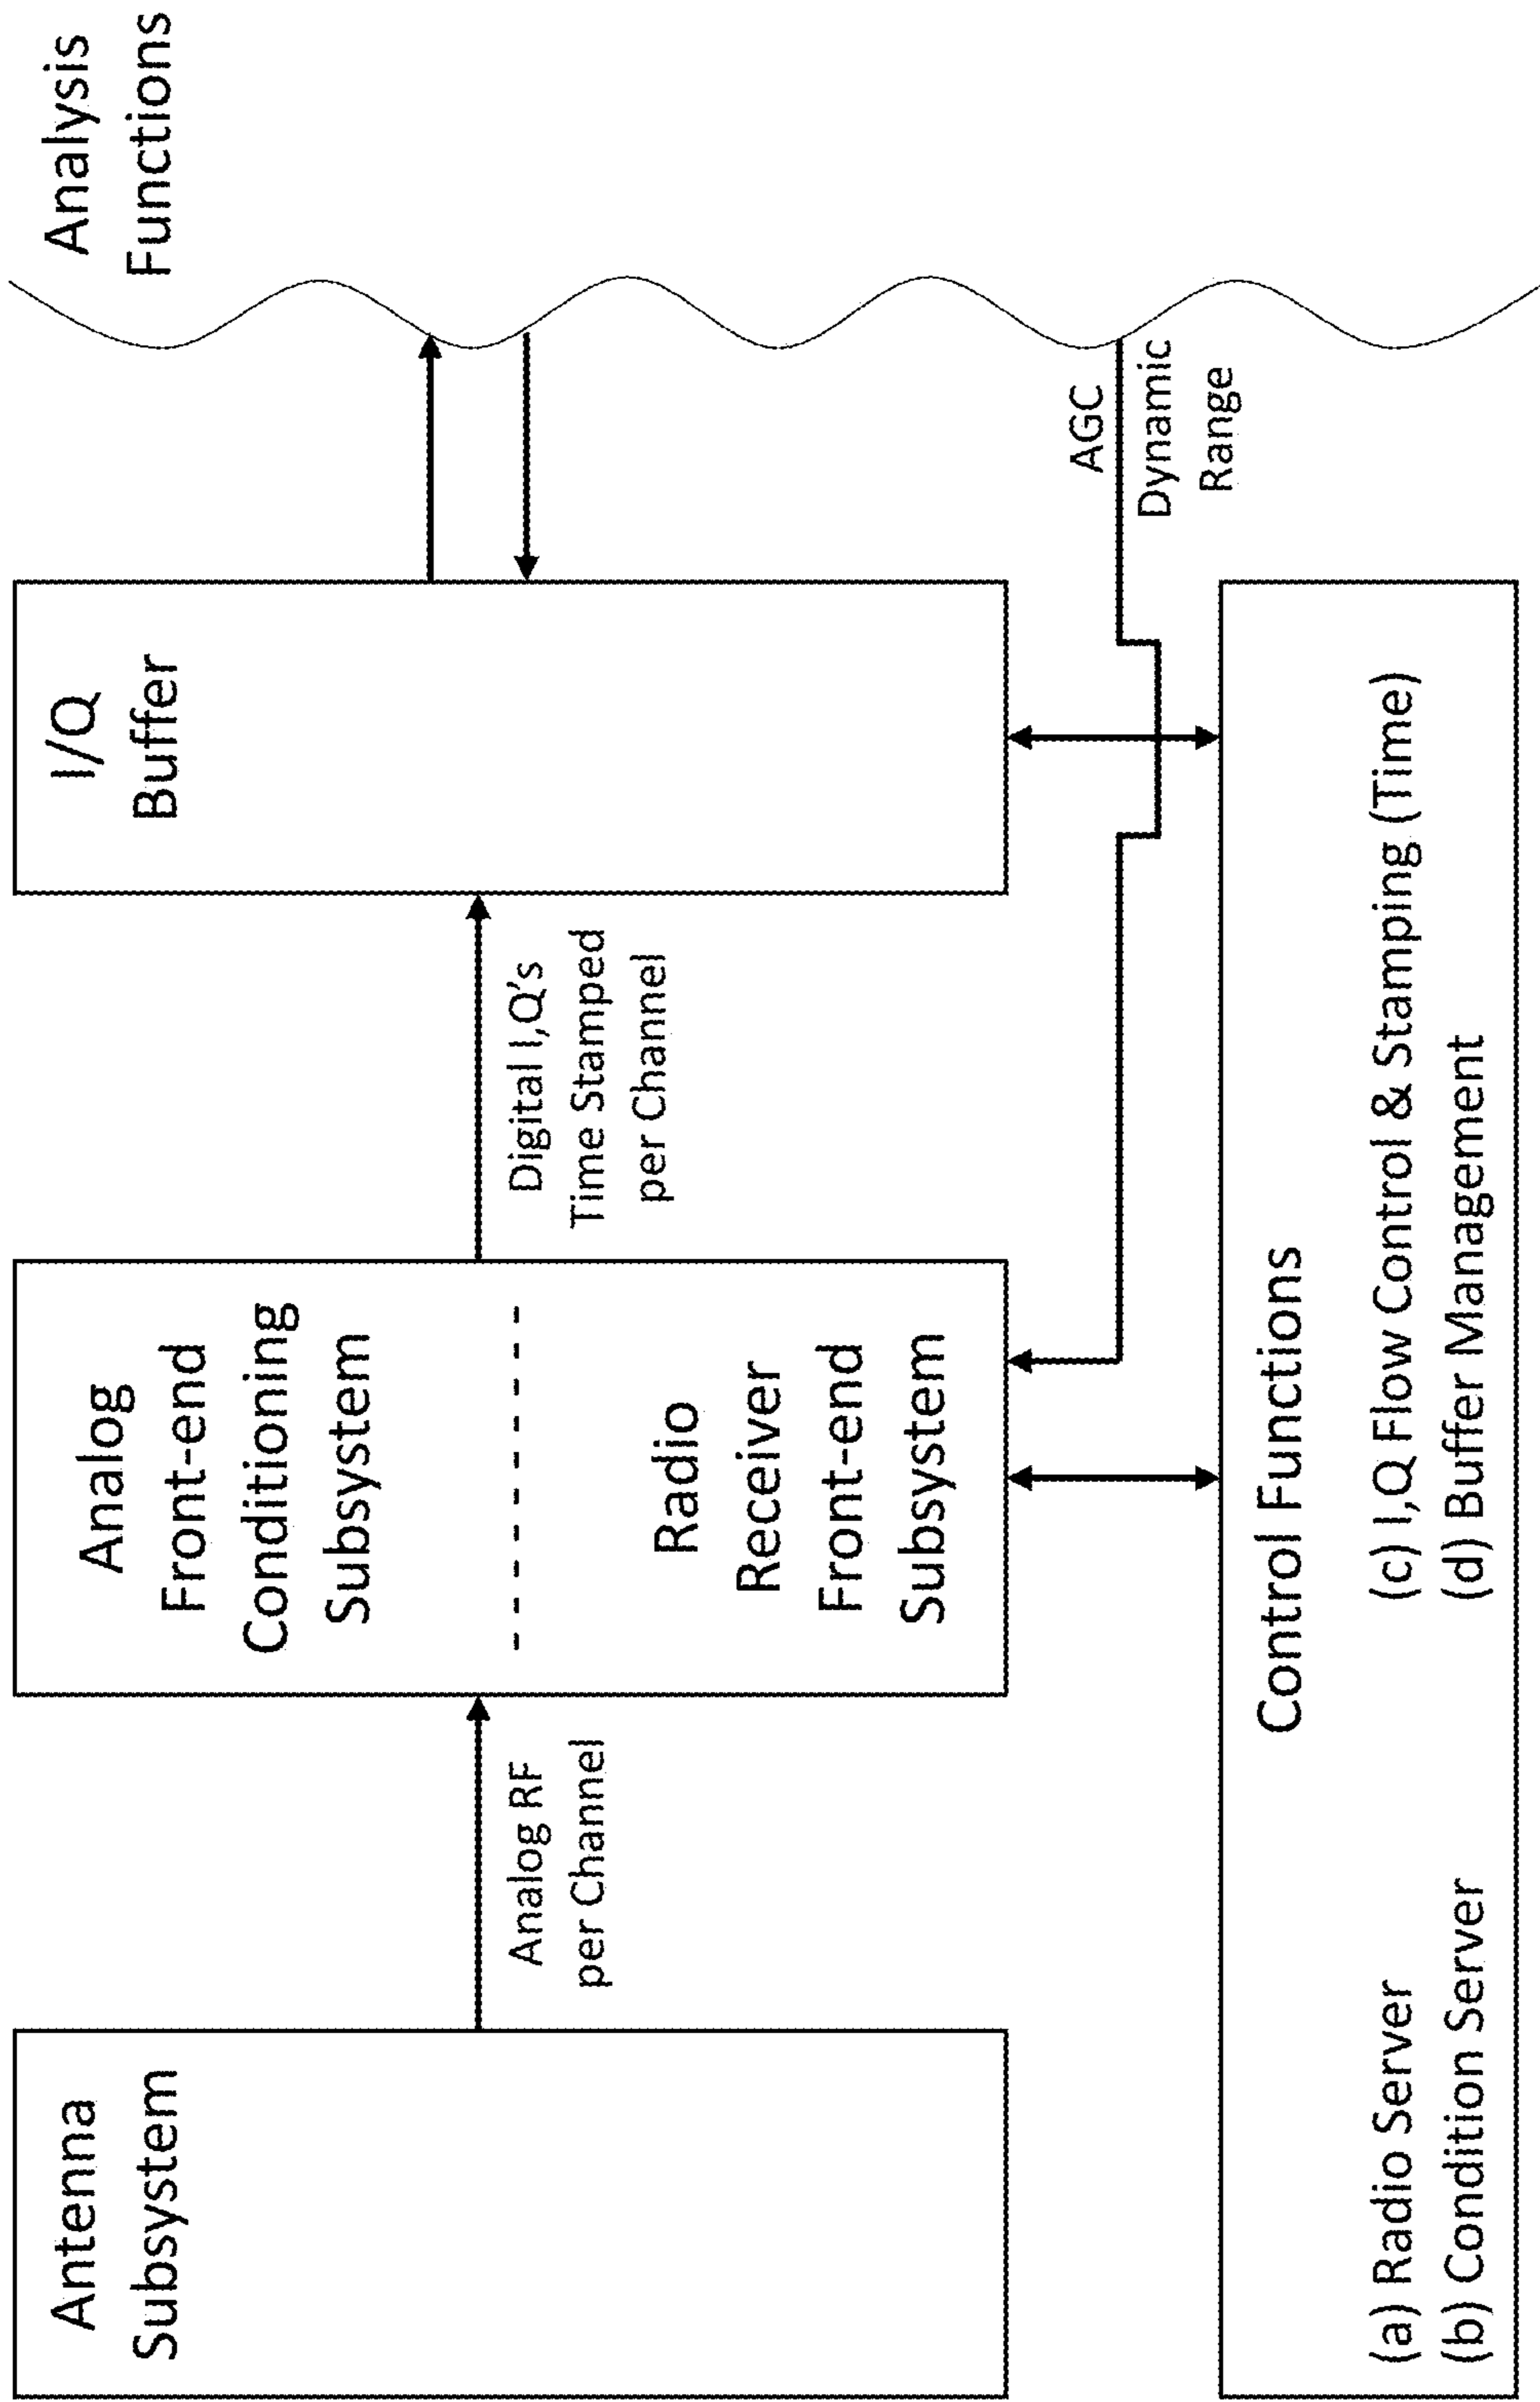 Antenna
Subsystem
Analog RF
per Channel
Analog
Front-end
Conditioning
Subsystem
Radio
Receiver
Front-end
Subsystem
Digital I,Q's
Time Stamped
per Channel
I/Q
Buffer
Analysis
Functions
AGC
Dynamic
Range
Control Functions
(a) Radio Server
(b) Condition Server
(c) I,Q Flow Control & Stamping (Time)
(d) Buffer Management